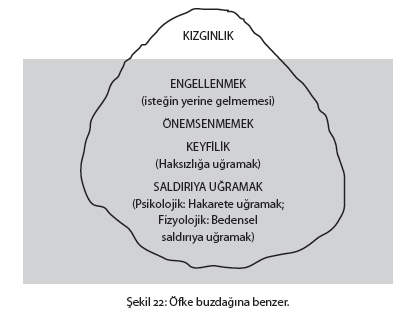 KIZGINLIK
ENGELLENMEK
(isteğin yerine gelmemesi)
ÖNEMSENMEMEK
KEYFİLİK
(Haksızlığa uğramak)
SALDIRIYA UĞRAMAK
(Psikolojik: Hakarete uğramak;
Fizyolojik: Bedensel
saldırıya uğramak)
Şekil 22: Öfke buzdağına benzer.